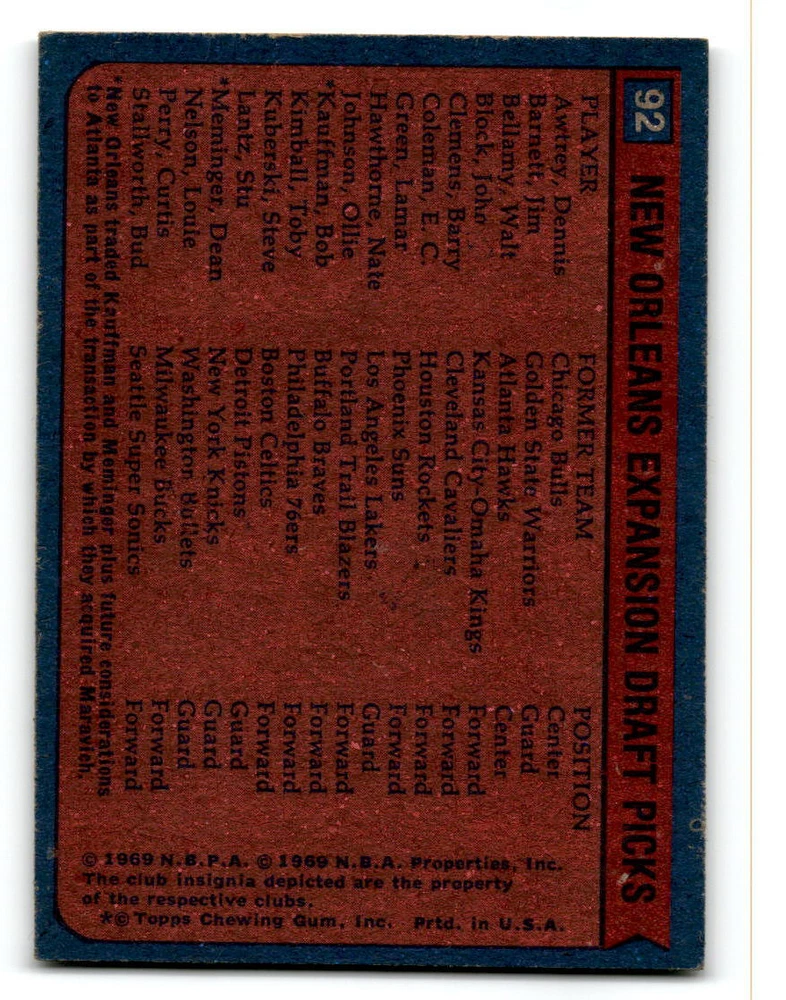 92 NEW ORLEANS EXPANSION DRAFT PICKS
PLAYER FORMER TEAM POSITION
Awtrey, Dennis Chicago Bulls Center
Barnett, Jim Golden State Warriors Guard
Bellamy, Walt Atlanta Hawks Center
Block, John Kansas City-Omaha Kings Forward
Clemens, Barry Cleveland Cavaliers Forward
Coleman, E. C. Houston Rockets Forward
Green, Lamar Phoenix Suns Forward
Hawthorne, Nate Los Angeles Lakers Guard
Johnson, Ollie Portland Trail Blazers Forward
*Kauffman, Bob Buffalo Braves Forward
Kimball, Toby Philadelphia 76ers Forward
Kuberski, Steve Boston Celtics Forward
Lantz, Stu Detroit Pistons Guard
*Meminger, Dean New York Knicks Guard
Nelson, Louie Washington Bullets Guard
Perry, Curtis Milwaukee Bucks Forward
Stallworth, Bud Seattle Super Sonics Forward
*New Orleans traded Kauffman and Meminger plus future considerations
to Atlanta as part of the transaction by which they acquired Maravich.
© 1969 N.B.P.A. © 1969 N.B.A. Properties, Inc.
The club insignia depicted are the property
of the respective clubs.
*© Topps Chewing Gum, Inc. Prtd. in U.S.A.